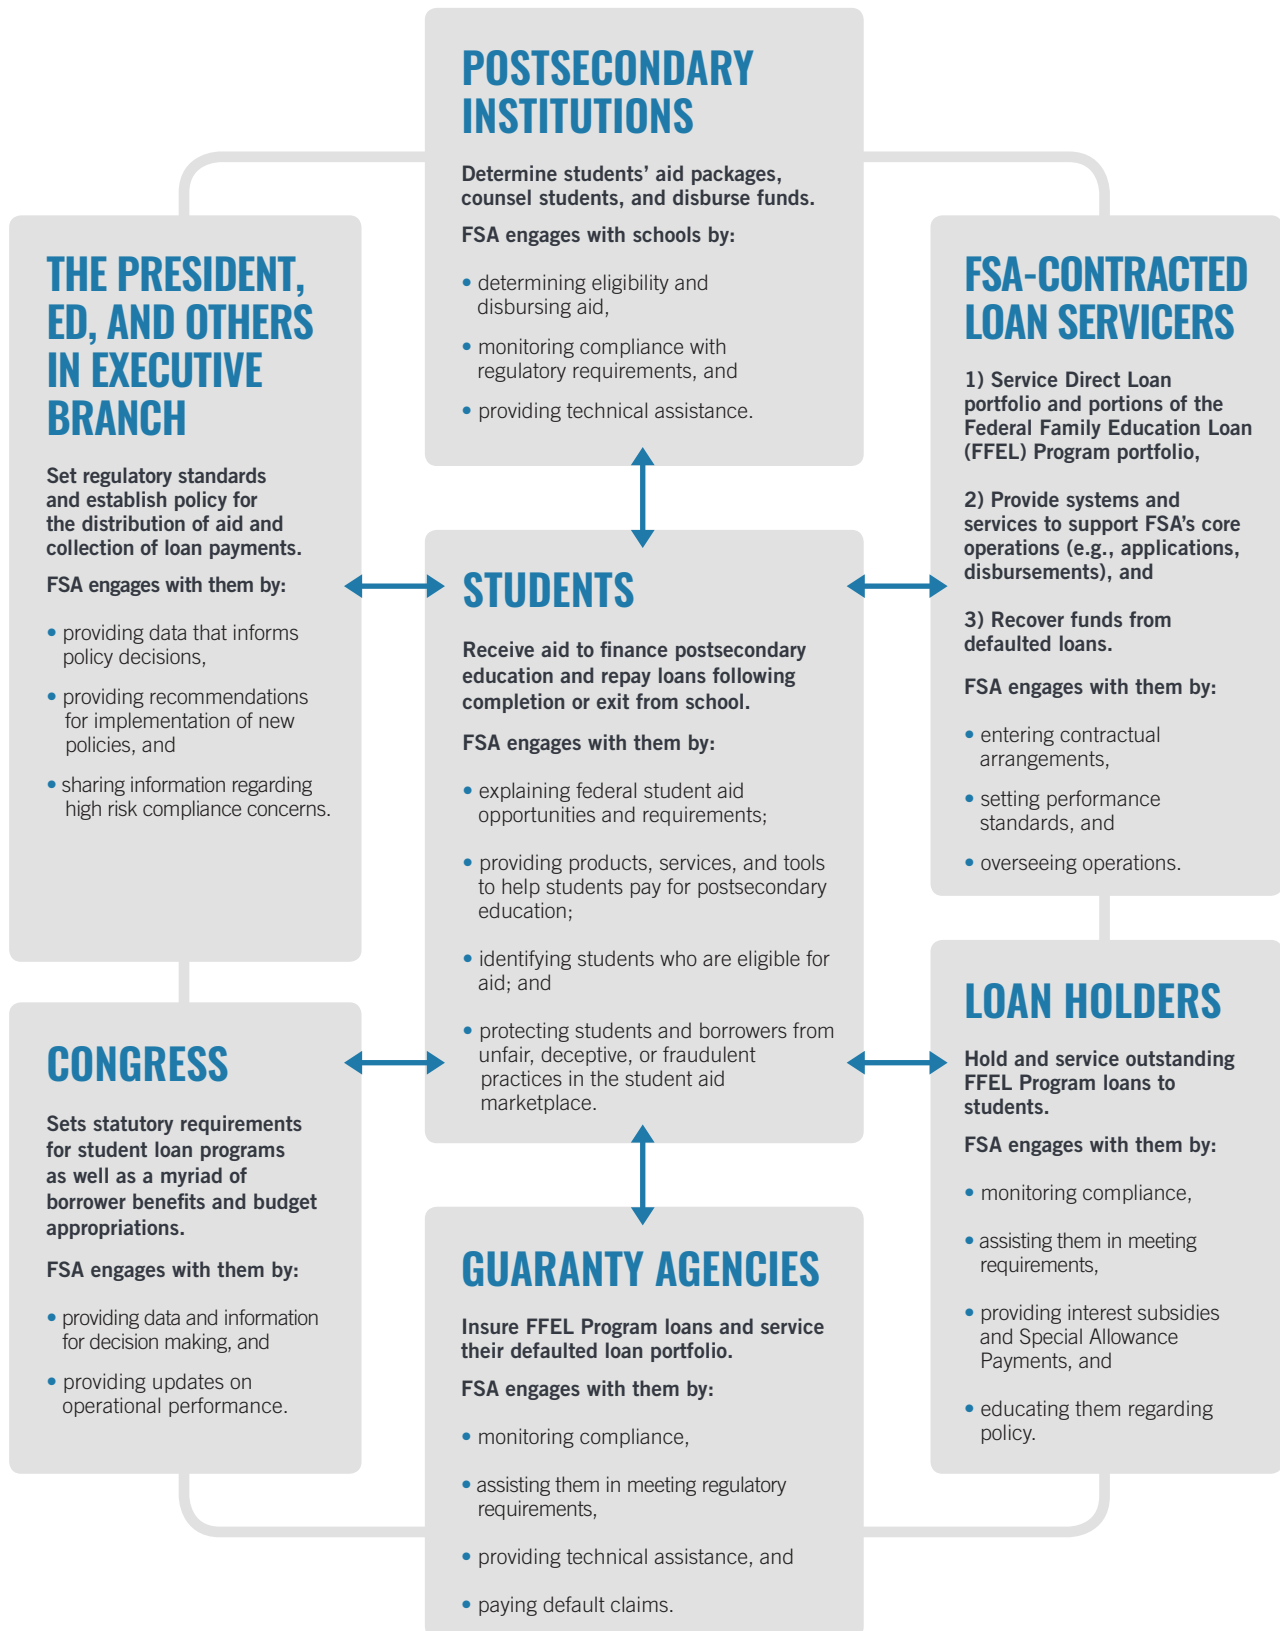 POSTSECONDARY
INSTITUTIONS
Determine students’ aid packages,
counsel students, and disburse funds.
FSA engages with schools by:
• determining eligibility and
disbursing aid,
• monitoring compliance with
regulatory requirements, and
• providing technical assistance.
THE PRESIDENT,
ED, AND OTHERS
IN EXECUTIVE
BRANCH
Set regulatory standards
and establish policy for
the distribution of aid and
collection of loan payments.
FSA engages with them by:
• providing data that informs
policy decisions,
• providing recommendations
for implementation of new
policies, and
• sharing information regarding
high risk compliance concerns.
STUDENTS
Receive aid to finance postsecondary
education and repay loans following
completion or exit from school.
FSA engages with them by:
• explaining federal student aid
opportunities and requirements;
• providing products, services, and tools
to help students pay for postsecondary
education;
• identifying students who are eligible for
aid; and
• protecting students and borrowers from
unfair, deceptive, or fraudulent
practices in the student aid
marketplace.
FSA-CONTRACTED
LOAN SERVICERS
1) Service Direct Loan
portfolio and portions of the
Federal Family Education Loan
(FFEL) Program portfolio,
2) Provide systems and
services to support FSA’s core
operations (e.g., applications,
disbursements), and
3) Recover funds from
defaulted loans.
FSA engages with them by:
• entering contractual
arrangements,
• setting performance
standards, and
• overseeing operations.
CONGRESS
Sets statutory requirements
for student loan programs
as well as a myriad of
borrower benefits and budget
appropriations.
FSA engages with them by:
• providing data and information
for decision making, and
• providing updates on
operational performance.
GUARANTY AGENCIES
Insure FFEL Program loans and service
their defaulted loan portfolio.
FSA engages with them by:
• monitoring compliance,
• assisting them in meeting regulatory
requirements,
• providing technical assistance, and
• paying default claims.
LOAN HOLDERS
Hold and service outstanding
FFEL Program loans to
students.
FSA engages with them by:
• monitoring compliance,
• assisting them in meeting
requirements,
• providing interest subsidies
and Special Allowance
Payments, and
• educating them regarding
policy.